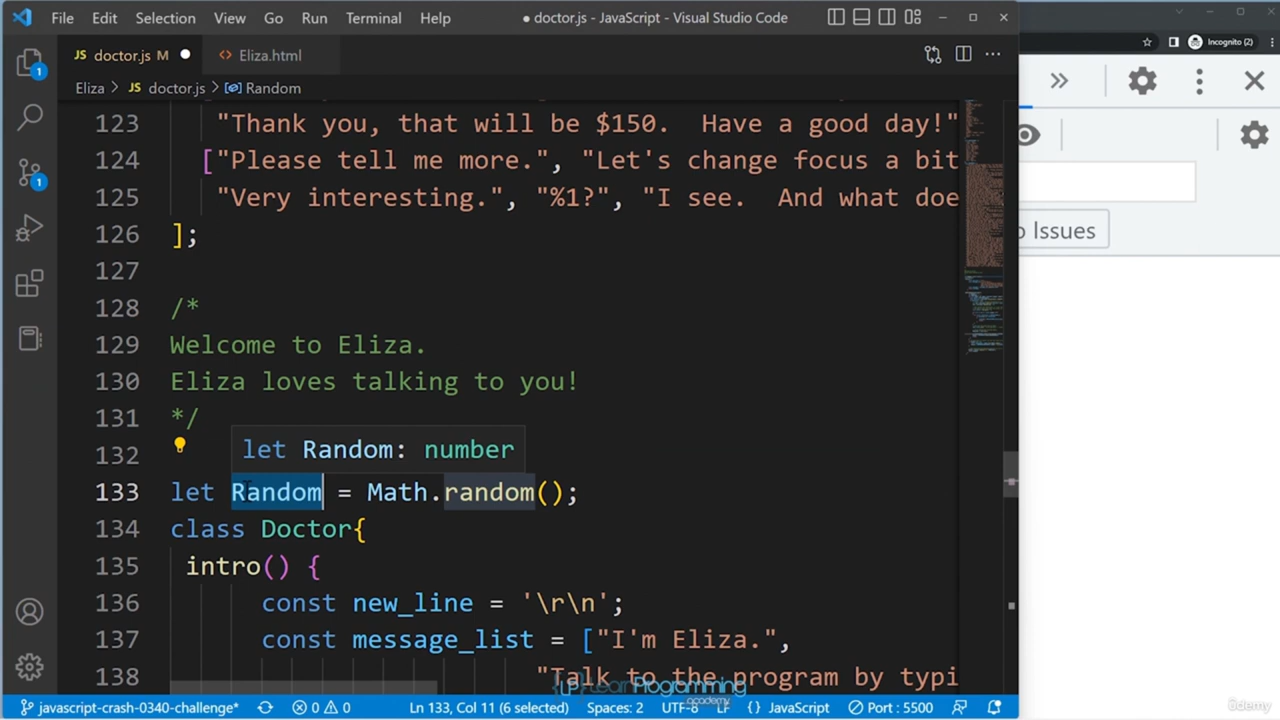 File Edit Selection View Go Run Terminal Help ● doctor.js - JavaScript - Visual Studio Code
Incognito (2)
JS doctor.js M ● <> Eliza.html
Eliza > JS doctor.js > Random
123 "Thank you, that will be $150.  Have a good day!"
124 ["Please tell me more.", "Let's change focus a bit
125 "Very interesting.", "%1?", "I see.  And what doe
126 ];
127
128 /*
129 Welcome to Eliza.
130 Eliza loves talking to you!
131 */
132
let Random: number
133 let Random = Math.random();
134 class Doctor{
135 intro() {
136 const new_line = '\r\n';
137 const message_list = ["I'm Eliza.",
138 "Talk to the program by typi
1
1
o Issues
LearnProgramming
academy
javascript-crash-0340-challenge* 0 0 Ln 133, Col 11 (6 selected) Spaces: 2 UTF-8 LF {} JavaScript Port : 5500
ûdemy